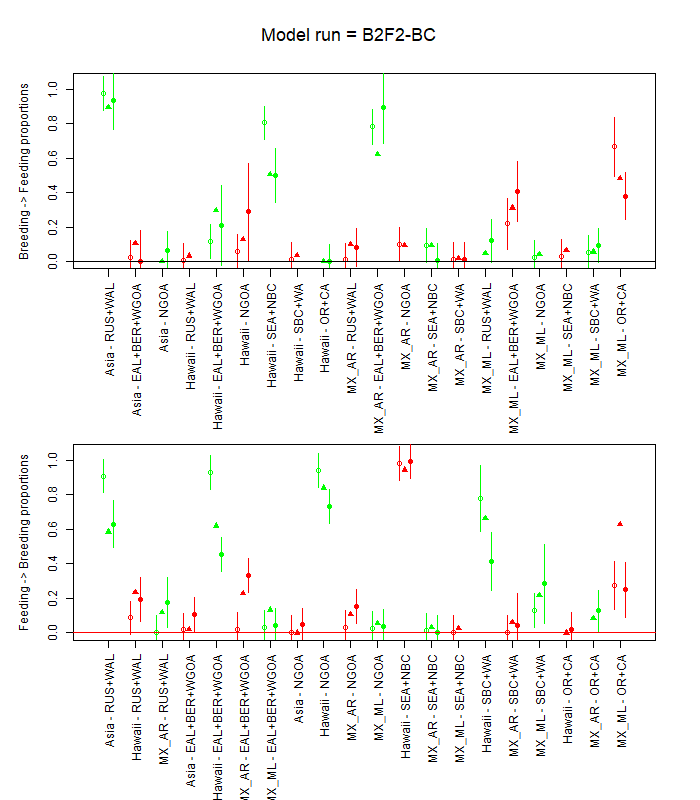 Model run = B2F2-BC
Breeding -> Feeding proportions
0.0
0.2
0.4
0.6
0.8
1.0
Asia - RUS+WAL
Asia - EAL+BER+WGOA
Asia - NGOA
Hawaii - RUS+WAL
Hawaii - EAL+BER+WGOA
Hawaii - NGOA
Hawaii - SEA+NBC
Hawaii - SBC+WA
Hawaii - OR+CA
MX_AR - RUS+WAL
MX_AR - EAL+BER+WGOA
MX_AR - NGOA
MX_AR - SEA+NBC
MX_AR - SBC+WA
MX_ML - RUS+WAL
MX_ML - EAL+BER+WGOA
MX_ML - NGOA
MX_ML - SEA+NBC
MX_ML - SBC+WA
MX_ML - OR+CA
Feeding -> Breeding proportions
0.0
0.2
0.4
0.6
0.8
1.0
Asia - RUS+WAL
Hawaii - RUS+WAL
MX_AR - RUS+WAL
Asia - EAL+BER+WGOA
Hawaii - EAL+BER+WGOA
MX_AR - EAL+BER+WGOA
MX_ML - EAL+BER+WGOA
Asia - NGOA
Hawaii - NGOA
MX_AR - NGOA
MX_ML - NGOA
Hawaii - SEA+NBC
MX_AR - SEA+NBC
MX_ML - SEA+NBC
Hawaii - SBC+WA
MX_AR - SBC+WA
MX_ML - SBC+WA
Hawaii - OR+CA
MX_AR - OR+CA
MX_ML - OR+CA